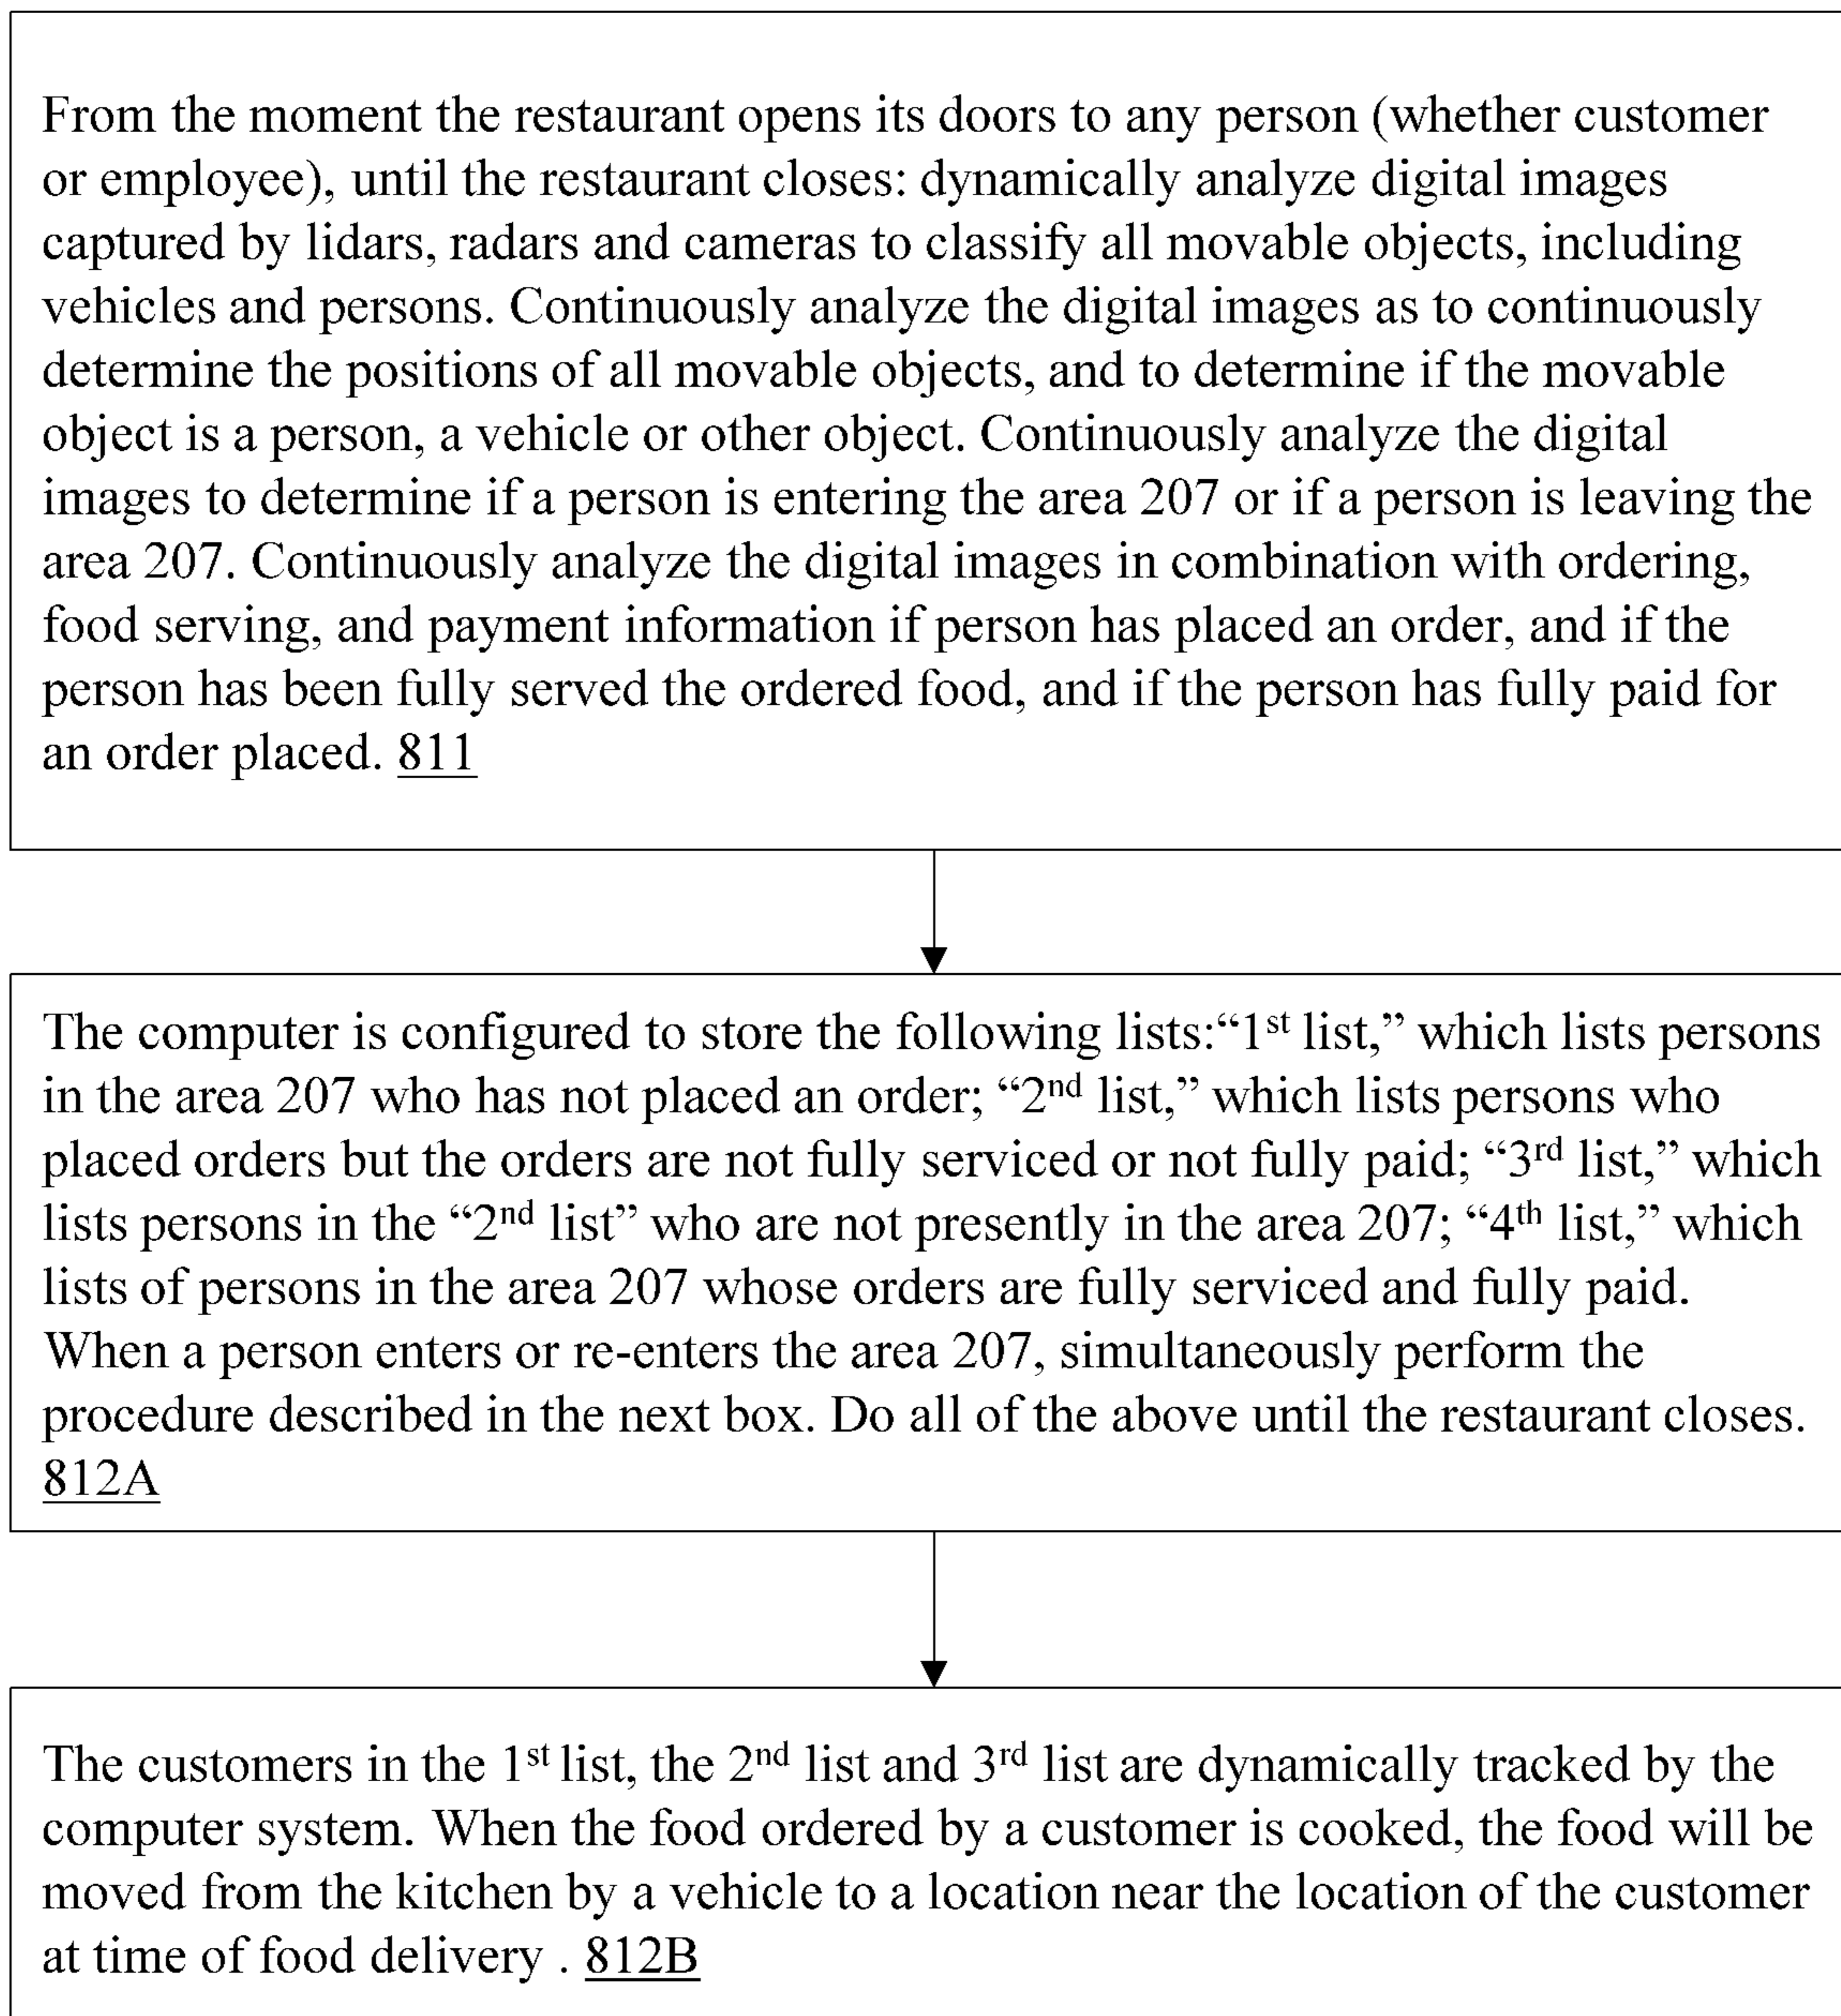 From the moment the restaurant opens its doors to any person (whether customer
or employee), until the restaurant closes: dynamically analyze digital images
captured by lidars, radars and cameras to classify all movable objects, including
vehicles and persons. Continuously analyze the digital images as to continuously
determine the positions of all movable objects, and to determine if the movable
object is a person, a vehicle or other object. Continuously analyze the digital
images to determine if a person is entering the area 207 or if a person is leaving the
area 207. Continuously analyze the digital images in combination with ordering,
food serving, and payment information if person has placed an order, and if the
person has been fully served the ordered food, and if the person has fully paid for
an order placed. 811
The computer is configured to store the following lists:“1st list,” which lists persons
in the area 207 who has not placed an order; “2nd list,” which lists persons who
placed orders but the orders are not fully serviced or not fully paid; “3rd list,” which
lists persons in the “2nd list” who are not presently in the area 207; “4th list,” which
lists of persons in the area 207 whose orders are fully serviced and fully paid.
When a person enters or re-enters the area 207, simultaneously perform the
procedure described in the next box. Do all of the above until the restaurant closes.
812A
The customers in the 1st list, the 2nd list and 3rd list are dynamically tracked by the
computer system. When the food ordered by a customer is cooked, the food will be
moved from the kitchen by a vehicle to a location near the location of the customer
at time of food delivery . 812B